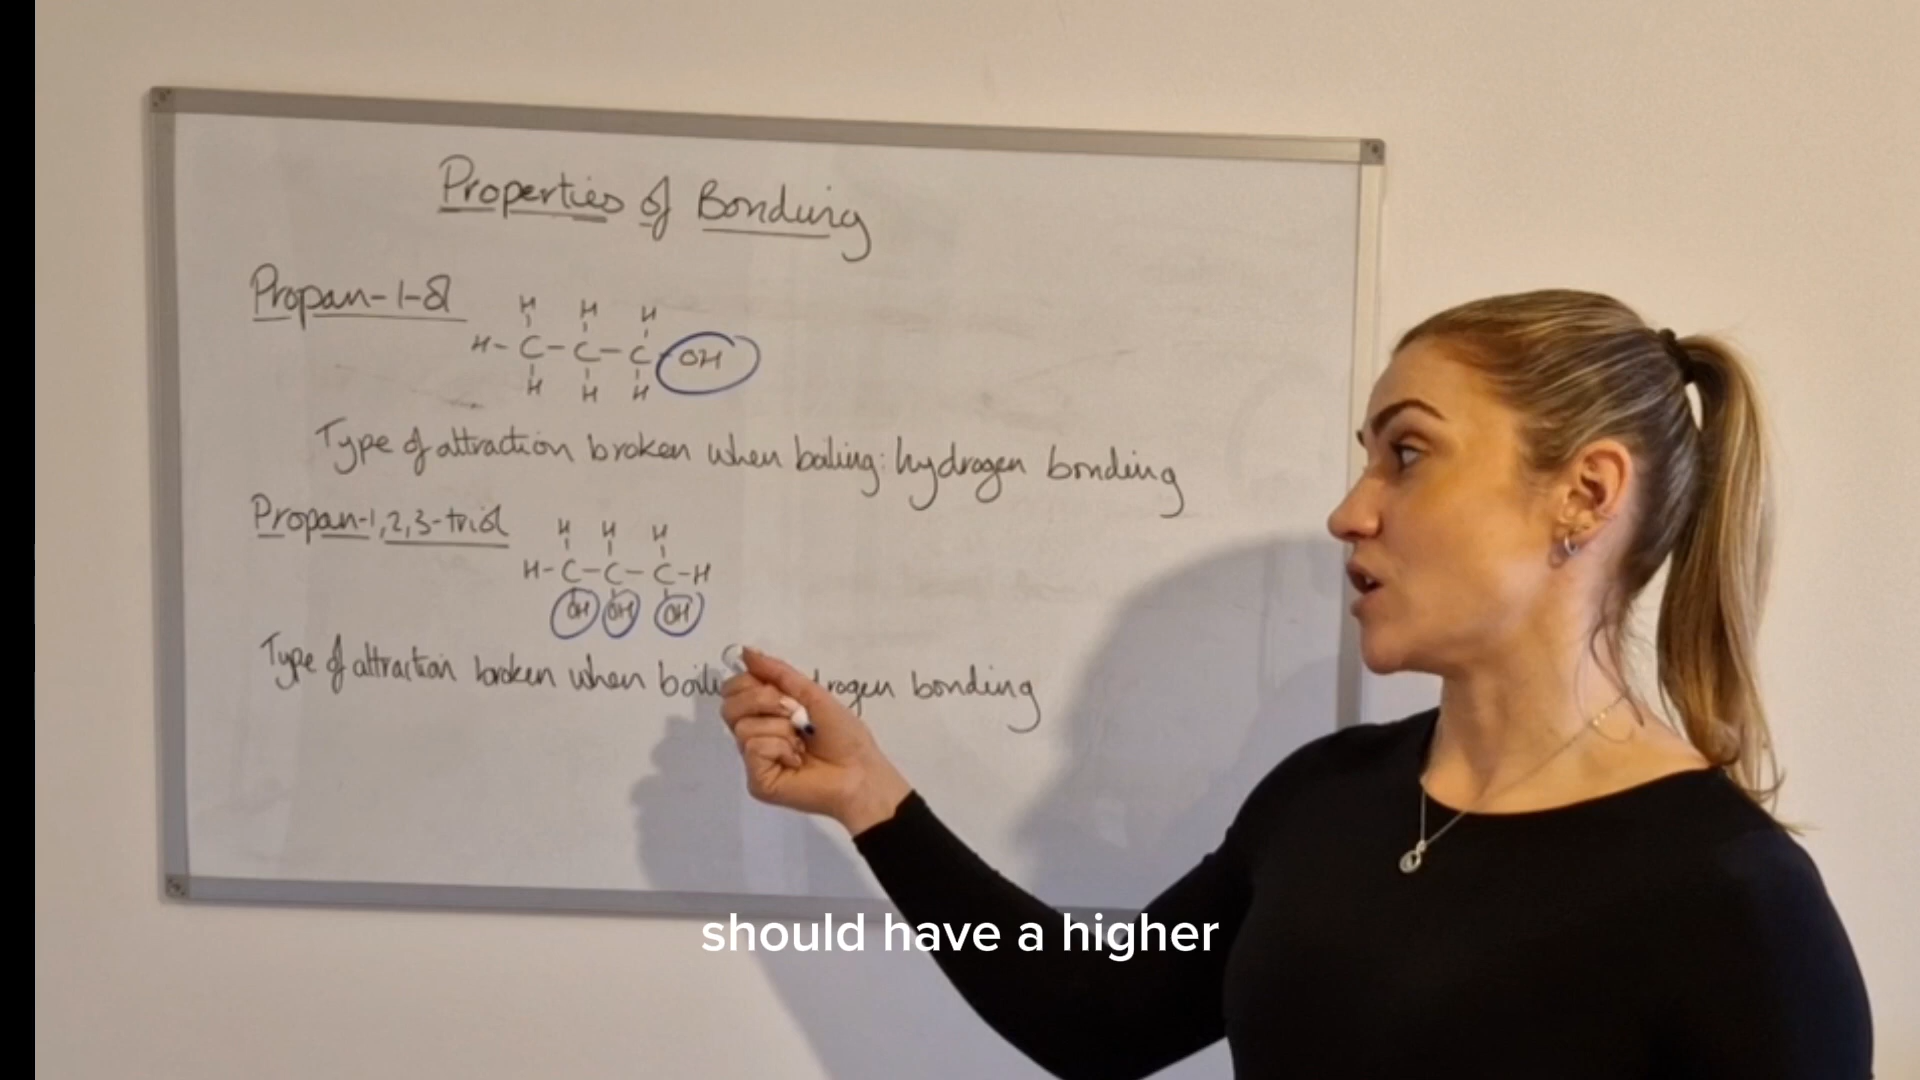 Properties of Bonding
Propan-1-ol
H H H
H-C-C-C-OH
H H H
Type of attraction broken when boiling: hydrogen bonding
Propan-1,2,3-triol
H H H
H-C-C-C-H
OH OH OH
Type of attraction broken when bonding
should have a higher